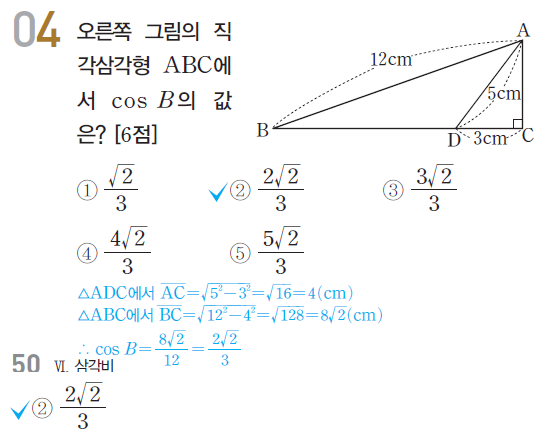 04 오른쪽 그림의 직
각삼각형 ABC에
서 cos B의 값
은? [6점]
A
12cm
5cm
B
D
3cm
C
① √2/3
② 2√2/3
③ 3√2/3
④ 4√2/3
⑤ 5√2/3
△ADC에서 A̅C̅=√(5²−3²)=√16=4(cm)
△ABC에서 B̅C̅=√(12²−4²)=√128=8√2(cm)
∴ cos B=8√2/12=2√2/3
50 Ⅵ. 삼각비
② 2√2/3